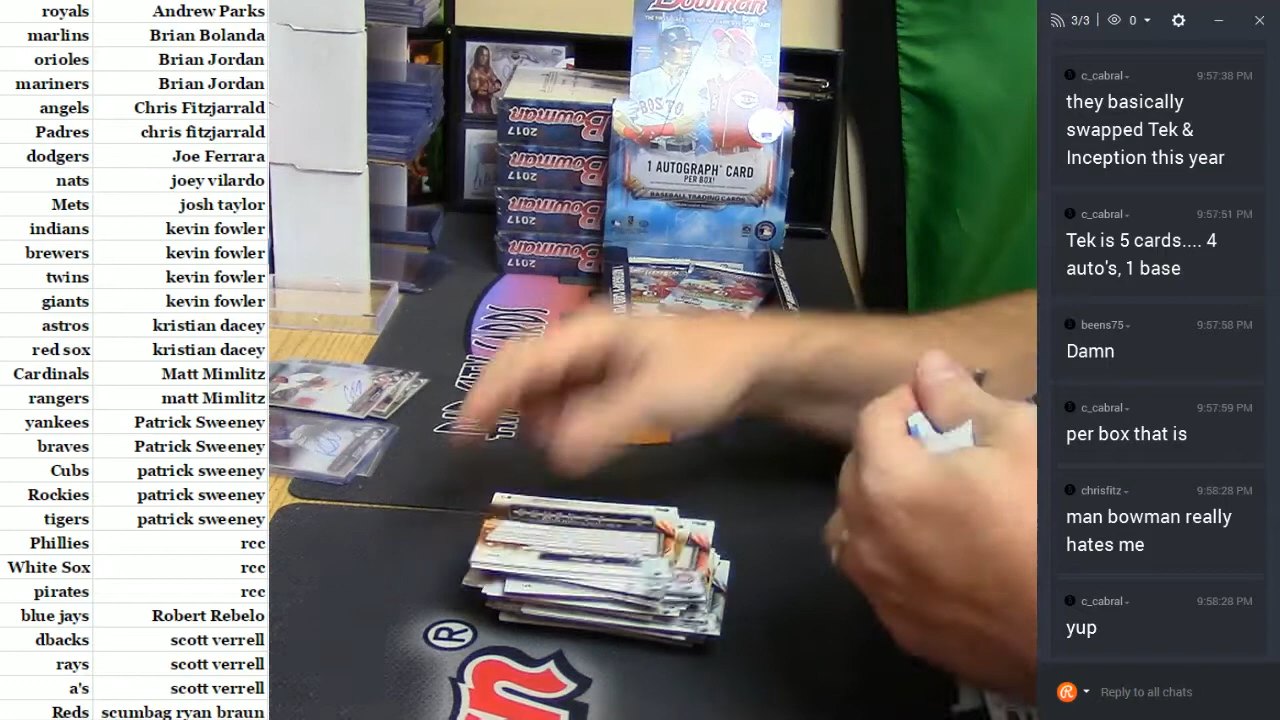 royals Andrew Parks
marlins Brian Bolanda
orioles Brian Jordan
mariners Brian Jordan
angels Chris Fitzjarrald
Padres chris fitzjarrald
dodgers Joe Ferrara
nats joey vilardo
Mets josh taylor
indians kevin fowler
brewers kevin fowler
twins kevin fowler
giants kevin fowler
astros kristian dacey
red sox kristian dacey
Cardinals Matt Mimlitz
rangers matt Mimlitz
yankees Patrick Sweeney
braves Patrick Sweeney
Cubs patrick sweeney
Rockies patrick sweeney
tigers patrick sweeney
Phillies rcc
White Sox rcc
pirates rcc
blue jays Robert Rebelo
dbacks scott verrell
rays scott verrell
a's scott verrell
Reds scumbag ryan braun
Bowman
1 AUTOGRAPH CARD
PER BOX!
BASEBALL TRADING CARDS
Bowman 2017
Bowman 2017
Bowman 2017
Bowman 2017
®
3/3 | 0
c_cabral 9:57:38 PM
they basically
swapped Tek &
Inception this year
c_cabral 9:57:51 PM
Tek is 5 cards.... 4
auto's, 1 base
beens75 9:57:58 PM
Damn
c_cabral 9:57:59 PM
per box that is
chrisfitz 9:58:28 PM
man bowman really
hates me
c_cabral 9:58:28 PM
yup
Reply to all chats